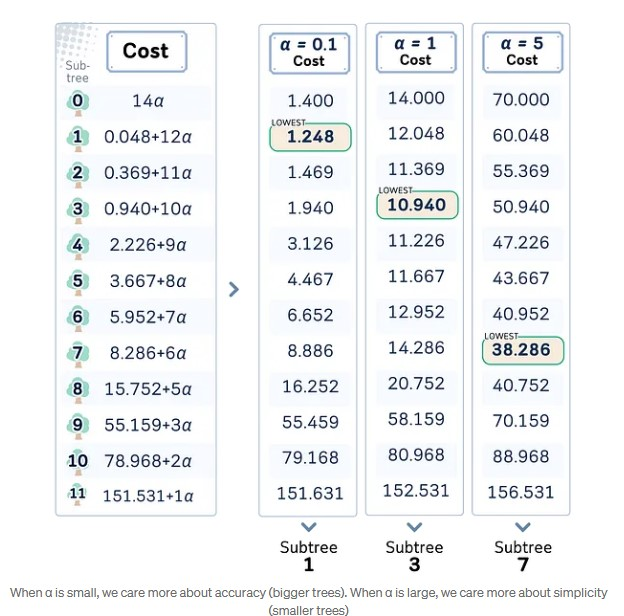 Cost
α = 0.1 Cost
α = 1 Cost
α = 5 Cost
Sub-
tree
0 14α 1.400 14.000 70.000
LOWEST
1 0.048+12α 1.248 12.048 60.048
2 0.369+11α 1.469 11.369 55.369
LOWEST
3 0.940+10α 1.940 10.940 50.940
4 2.226+9α 3.126 11.226 47.226
5 3.667+8α 4.467 11.667 43.667
6 5.952+7α 6.652 12.952 40.952
LOWEST
7 8.286+6α 8.886 14.286 38.286
8 15.752+5α 16.252 20.752 40.752
9 55.159+3α 55.459 58.159 70.159
10 78.968+2α 79.168 80.968 88.968
11 151.531+1α 151.631 152.531 156.531
Subtree Subtree Subtree
1 3 7
When α is small, we care more about accuracy (bigger trees). When α is large, we care more about simplicity
(smaller trees)